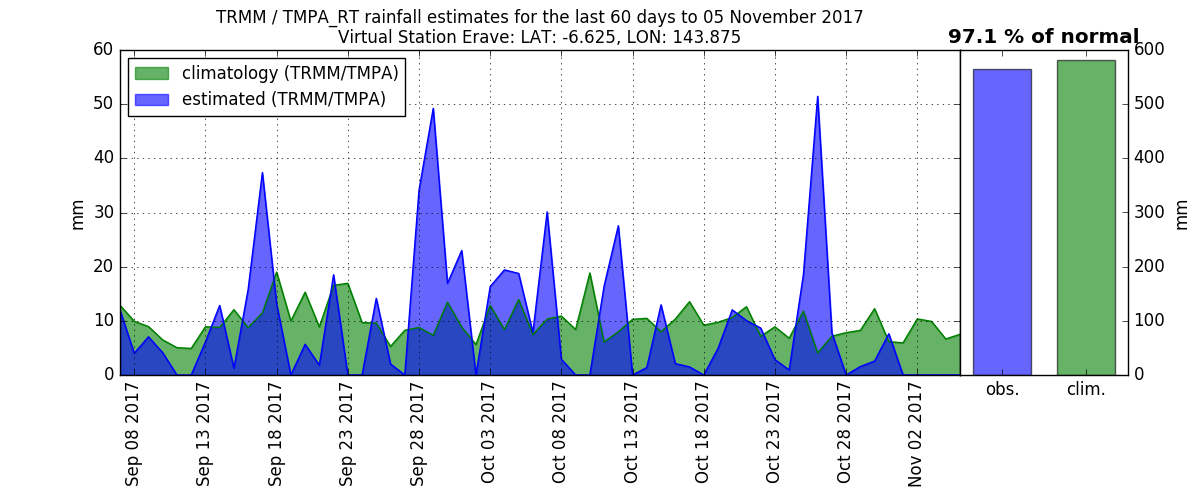 TRMM / TMPA_RT rainfall estimates for the last 60 days to 05 November 2017
Virtual Station Erave: LAT: -6.625, LON: 143.875
97.1 % of normal
climatology (TRMM/TMPA)
estimated (TRMM/TMPA)
mm
60
50
40
30
20
10
0
Sep 08 2017
Sep 13 2017
Sep 18 2017
Sep 23 2017
Sep 28 2017
Oct 03 2017
Oct 08 2017
Oct 13 2017
Oct 18 2017
Oct 23 2017
Oct 28 2017
Nov 02 2017
obs.
clim.
600
500
400
300
200
100
0
mm